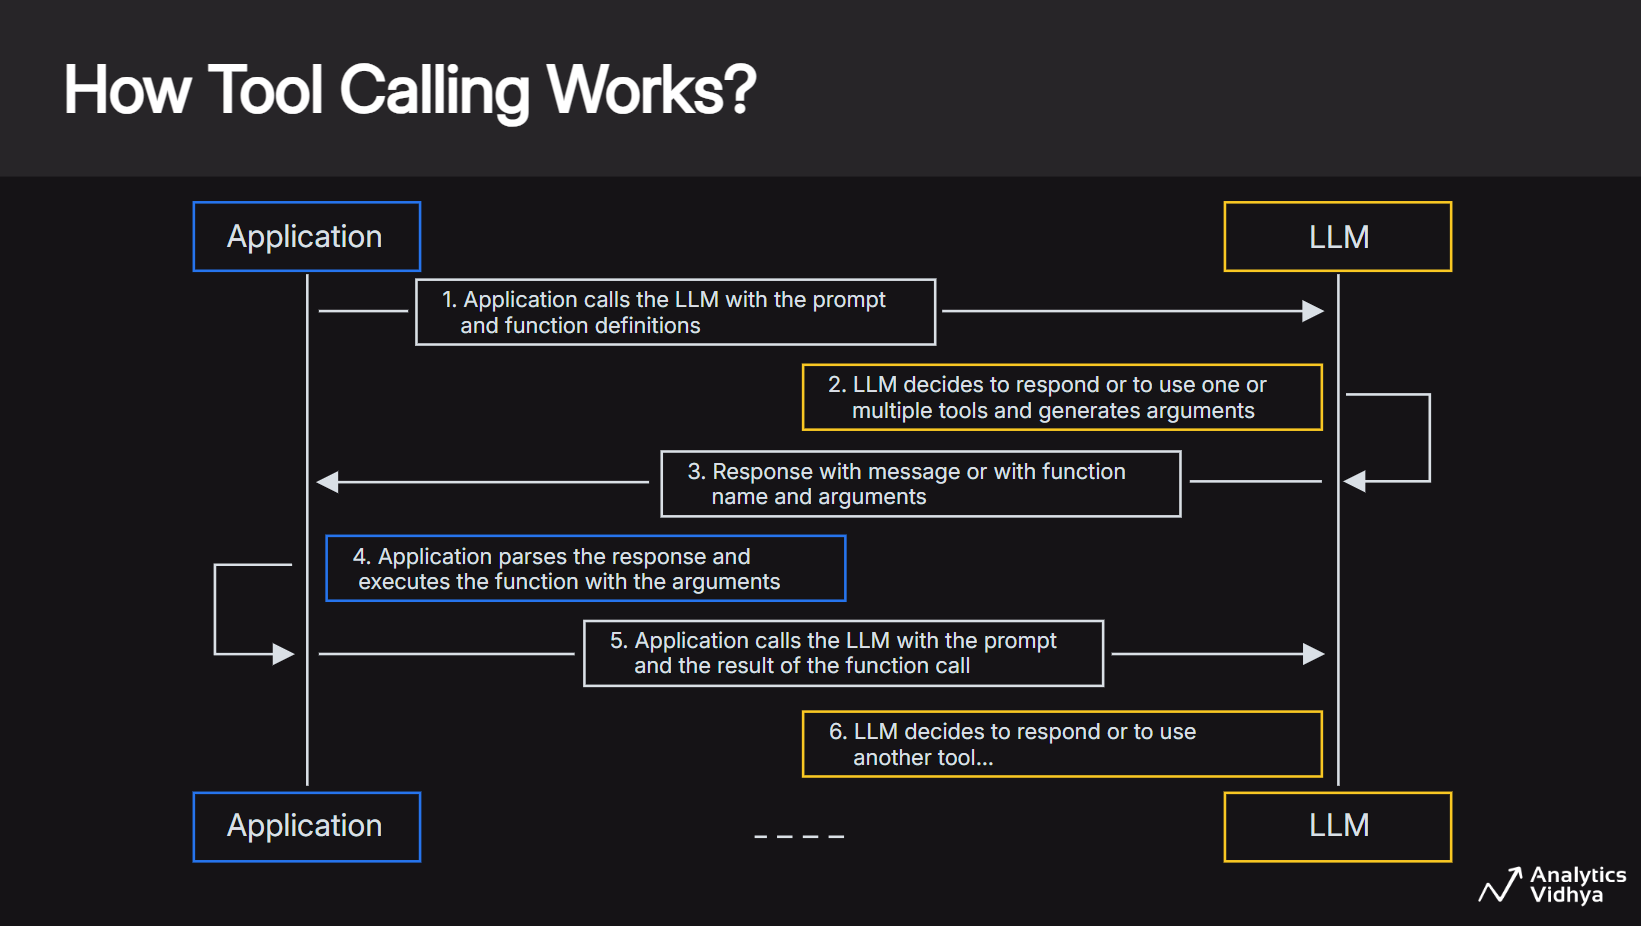 How Tool Calling Works?
Application
LLM
1. Application calls the LLM with the prompt
and function definitions
2. LLM decides to respond or to use one or
multiple tools and generates arguments
3. Response with message or with function
name and arguments
4. Application parses the response and
executes the function with the arguments
5. Application calls the LLM with the prompt
and the result of the function call
6. LLM decides to respond or to use
another tool...
Application
LLM
Analytics
Vidhya